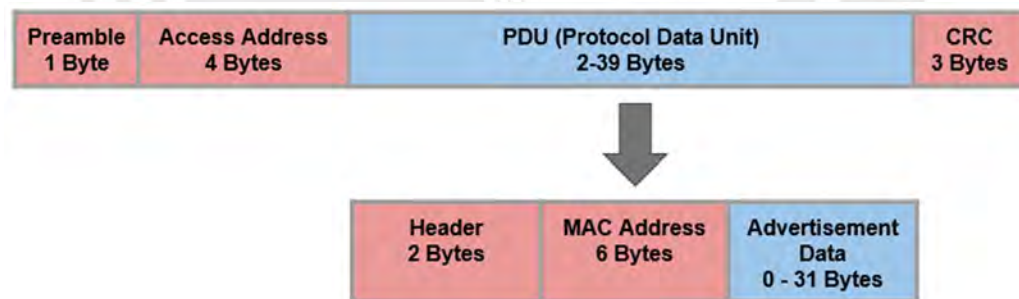 Preamble
1 Byte
Access Address
4 Bytes
PDU (Protocol Data Unit)
2-39 Bytes
CRC
3 Bytes
Header
2 Bytes
MAC Address
6 Bytes
Advertisement
Data
0 - 31 Bytes